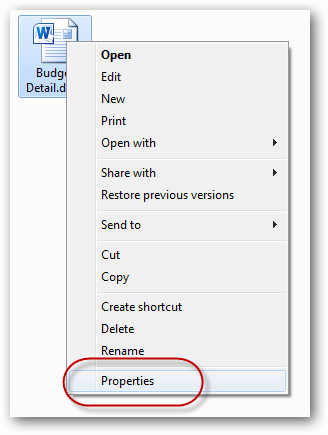 W
Budge
Detail.d
Open
Edit
New
Print
Open with
Share with
Restore previous versions
Send to
Cut
Copy
Create shortcut
Delete
Rename
Properties